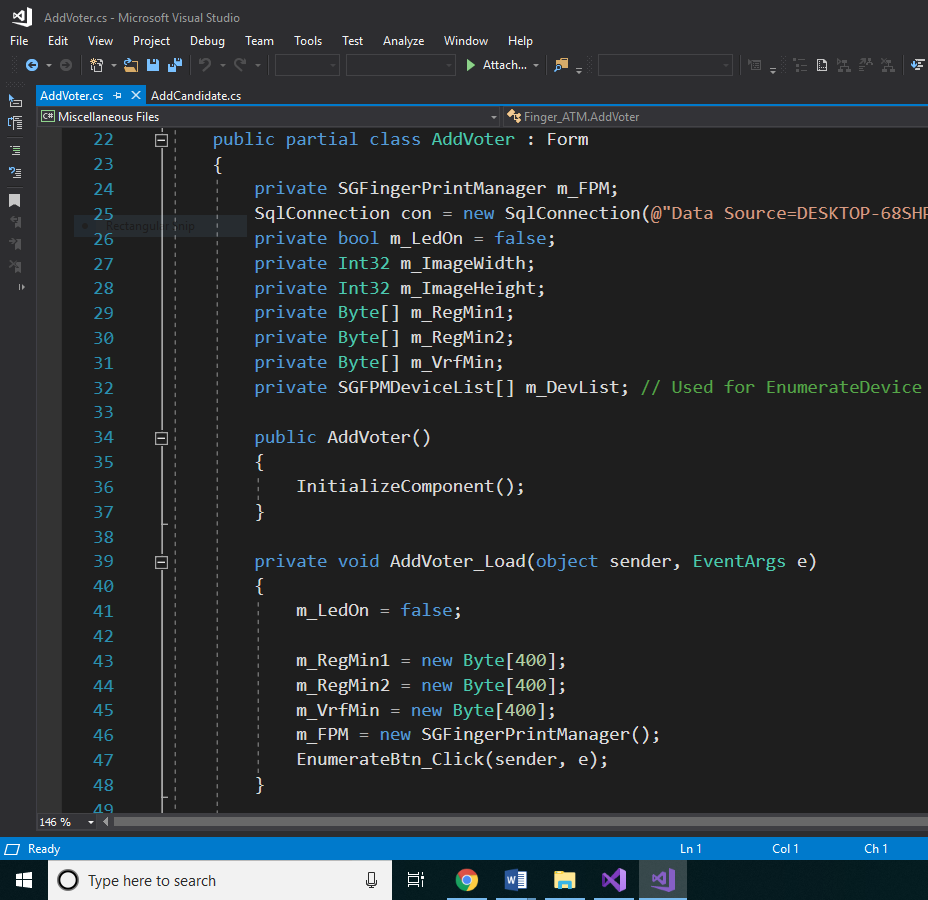 AddVoter.cs - Microsoft Visual Studio
File Edit View Project Debug Team Tools Test Analyze Window Help
Attach...
AddVoter.cs AddCandidate.cs
C# Miscellaneous Files Finger_ATM.AddVoter
22 public partial class AddVoter : Form
23 {
24 private SGFingerPrintManager m_FPM;
25 SqlConnection con = new SqlConnection(@"Data Source=DESKTOP-68SHP
Rectangular Snip
26 private bool m_LedOn = false;
27 private Int32 m_ImageWidth;
28 private Int32 m_ImageHeight;
29 private Byte[] m_RegMin1;
30 private Byte[] m_RegMin2;
31 private Byte[] m_VrfMin;
32 private SGFPMDeviceList[] m_DevList; // Used for EnumerateDevice
33
34 public AddVoter()
35 {
36 InitializeComponent();
37 }
38
39 private void AddVoter_Load(object sender, EventArgs e)
40 {
41 m_LedOn = false;
42
43 m_RegMin1 = new Byte[400];
44 m_RegMin2 = new Byte[400];
45 m_VrfMin = new Byte[400];
46 m_FPM = new SGFingerPrintManager();
47 EnumerateBtn_Click(sender, e);
48 }
49
146 %
Ready Ln 1 Col 1 Ch 1
Type here to search